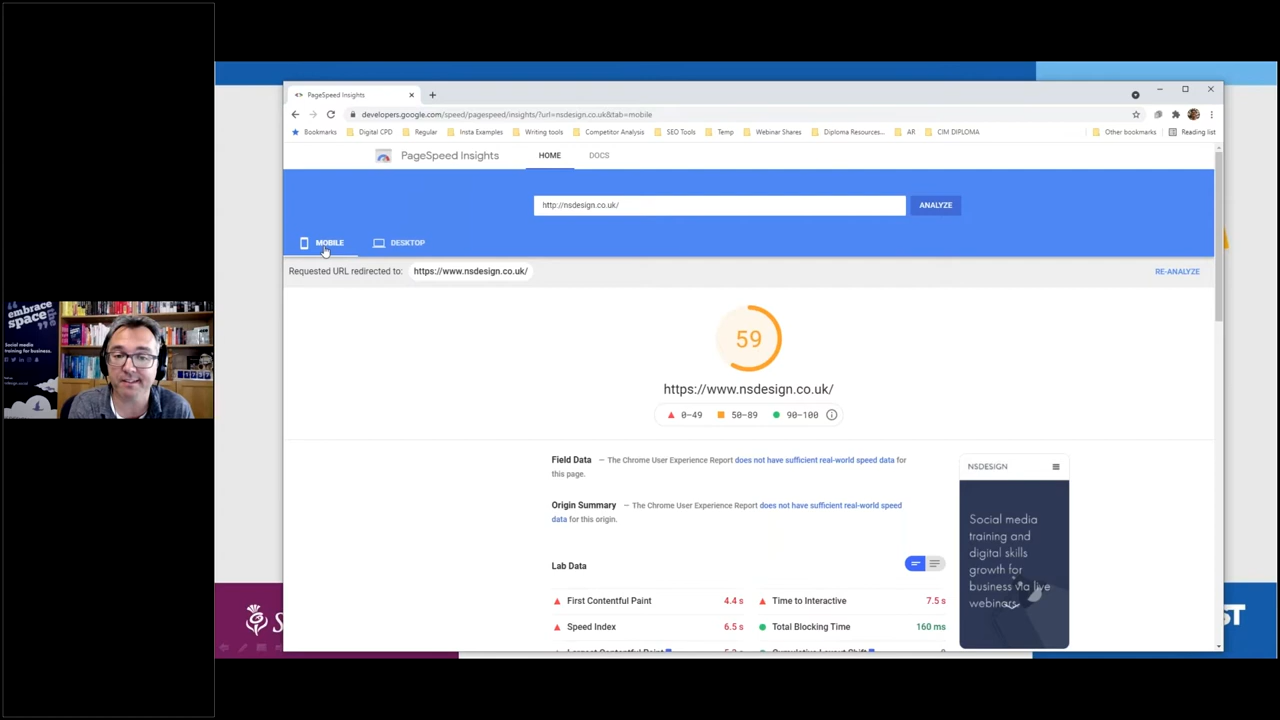 PageSpeed Insights
developers.google.com/speed/pagespeed/insights/?url=nsdesign.co.uk/&tab=mobile
Bookmarks Digital CPD Regular Insta Examples Writing tools Competitor Analysis SEO Tools Temp Webinar Shares Diploma Resources... AR CIM DIPLOMA Other bookmarks Reading list
PageSpeed Insights HOME DOCS
http://nsdesign.co.uk/ ANALYZE
MOBILE DESKTOP
Requested URL redirected to: https://www.nsdesign.co.uk/ RE-ANALYZE
59
https://www.nsdesign.co.uk/
0–49 50–89 90–100
Field Data — The Chrome User Experience Report does not have sufficient real-world speed data for
this page.
Origin Summary — The Chrome User Experience Report does not have sufficient real-world speed
data for this origin.
Lab Data
First Contentful Paint 4.4 s Time to Interactive 7.5 s
Speed Index 6.5 s Total Blocking Time 160 ms
NSDESIGN
Social media
training and
digital skills
growth for
business via live
webinars
embrace
the
space
Social media
training for business.